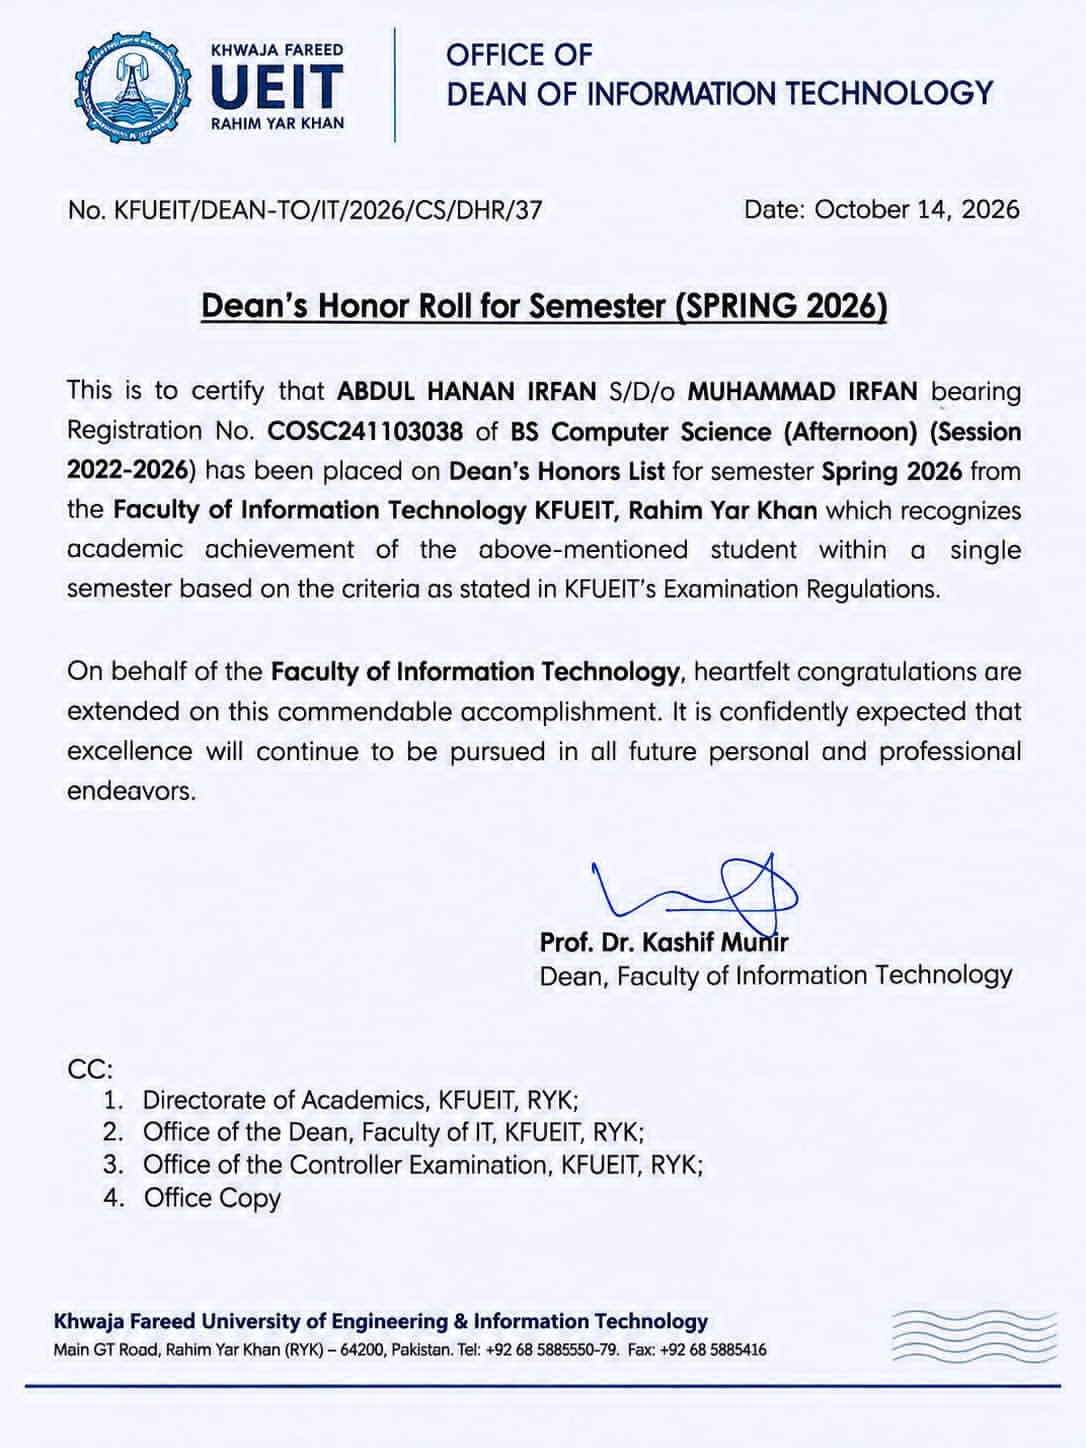 KHWAJA FAREED
UEIT
RAHIM YAR KHAN
OFFICE OF
DEAN OF INFORMATION TECHNOLOGY
No. KFUEIT/DEAN-TO/IT/2026/CS/DHR/37 Date: October 14, 2026
Dean's Honor Roll for Semester (SPRING 2026)
This is to certify that ABDUL HANAN IRFAN S/D/o MUHAMMAD IRFAN bearing
Registration No. COSC241103038 of BS Computer Science (Afternoon) (Session
2022-2026) has been placed on Dean's Honors List for semester Spring 2026 from
the Faculty of Information Technology KFUEIT, Rahim Yar Khan which recognizes
academic achievement of the above-mentioned student within a single
semester based on the criteria as stated in KFUEIT's Examination Regulations.
On behalf of the Faculty of Information Technology, heartfelt congratulations are
extended on this commendable accomplishment. It is confidently expected that
excellence will continue to be pursued in all future personal and professional
endeavors.
Prof. Dr. Kashif Munir
Dean, Faculty of Information Technology
CC:
1. Directorate of Academics, KFUEIT, RYK;
2. Office of the Dean, Faculty of IT, KFUEIT, RYK;
3. Office of the Controller Examination, KFUEIT, RYK;
4. Office Copy
Khwaja Fareed University of Engineering & Information Technology
Main GT Road, Rahim Yar Khan (RYK) – 64200, Pakistan. Tel: +92 68 5885550-79. Fax: +92 68 5885416